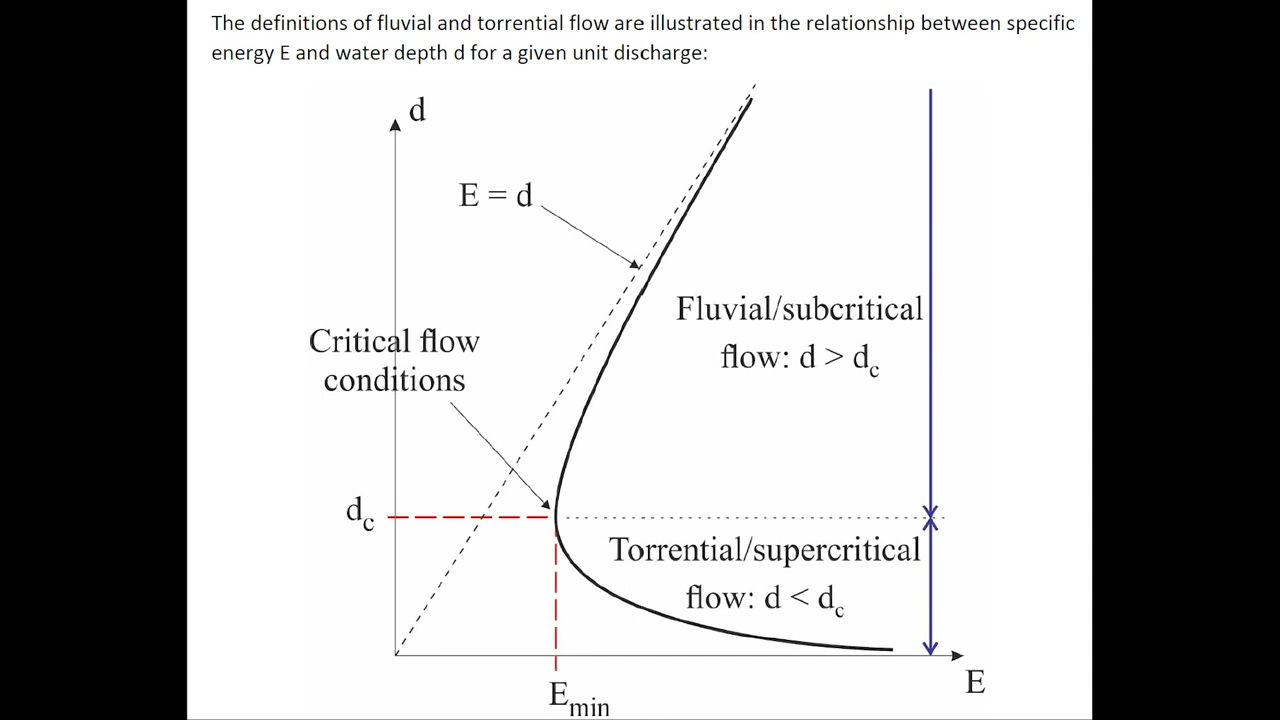 The definitions of fluvial and torrential flow are illustrated in the relationship between specific
energy E and water depth d for a given unit discharge:
d
E = d
Fluvial/subcritical
flow: d > dc
Critical flow
conditions
dc
Torrential/supercritical
flow: d < dc
E
Emin